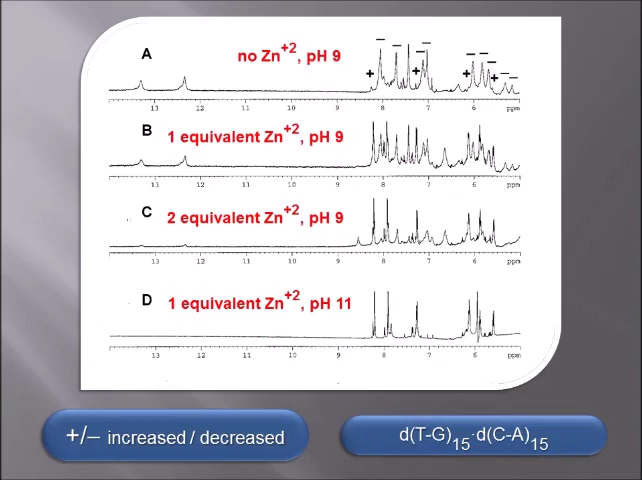 A
no Zn+2, pH 9
– – – – – – – – –
+ + + +
13 12 11 10 9 8 7 6 ppm
B 1 equivalent Zn+2, pH 9
13 12 11 10 9 8 7 6 ppm
C 2 equivalent Zn+2, pH 9
13 12 11 10 9 8 7 6 ppm
D 1 equivalent Zn+2, pH 11
13 12 11 10 9 8 7 6 ppm
+/– increased / decreased
d(T-G)15·d(C-A)15